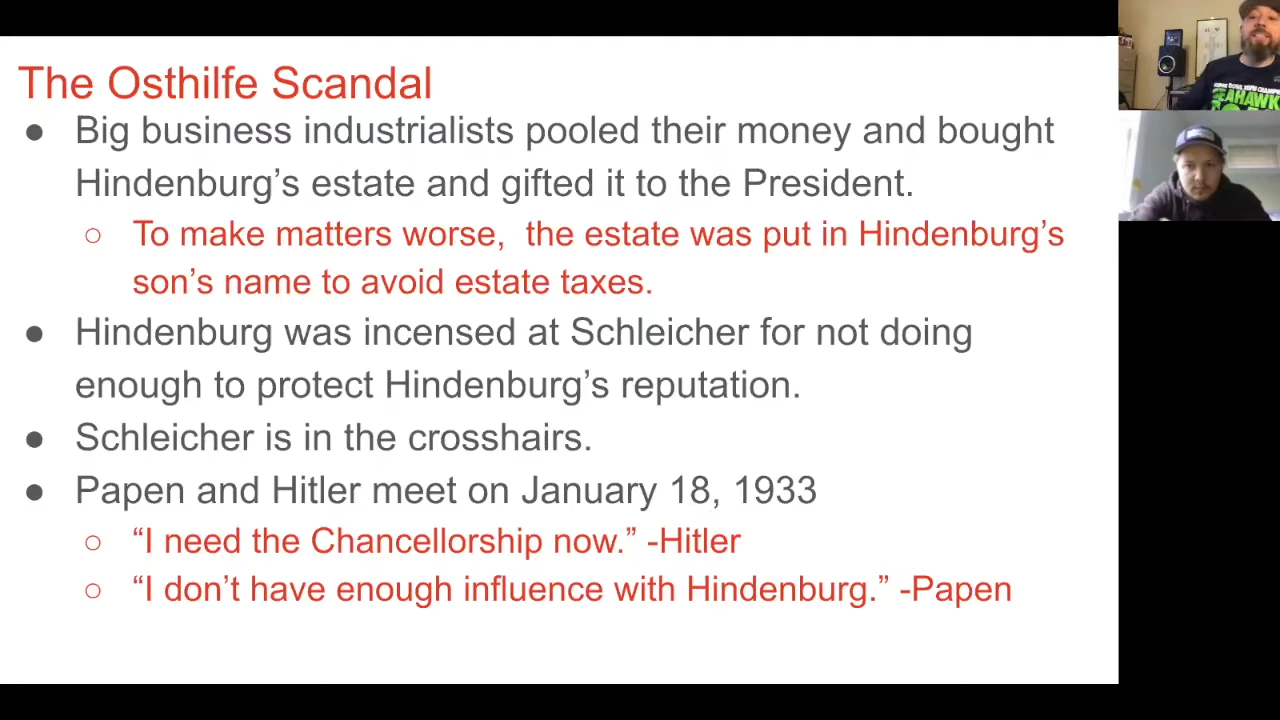 The Osthilfe Scandal
● Big business industrialists pooled their money and bought
Hindenburg’s estate and gifted it to the President.
○ To make matters worse,  the estate was put in Hindenburg’s
son’s name to avoid estate taxes.
● Hindenburg was incensed at Schleicher for not doing
enough to protect Hindenburg’s reputation.
● Schleicher is in the crosshairs.
● Papen and Hitler meet on January 18, 1933
○ “I need the Chancellorship now.” -Hitler
○ “I don’t have enough influence with Hindenburg.” -Papen